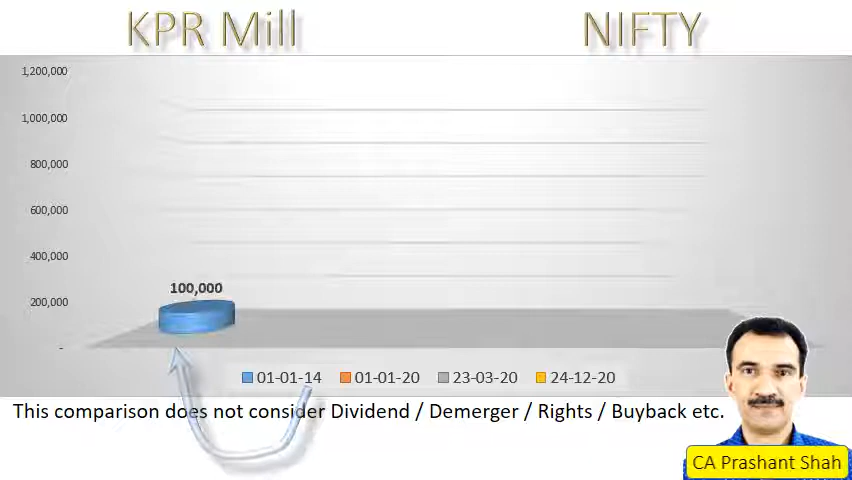 KPR Mill NIFTY
1,200,000
1,000,000
800,000
600,000
400,000
200,000
-
100,000
01-01-14 01-01-20 23-03-20 24-12-20
This comparison does not consider Dividend / Demerger / Rights / Buyback etc.
CA Prashant Shah